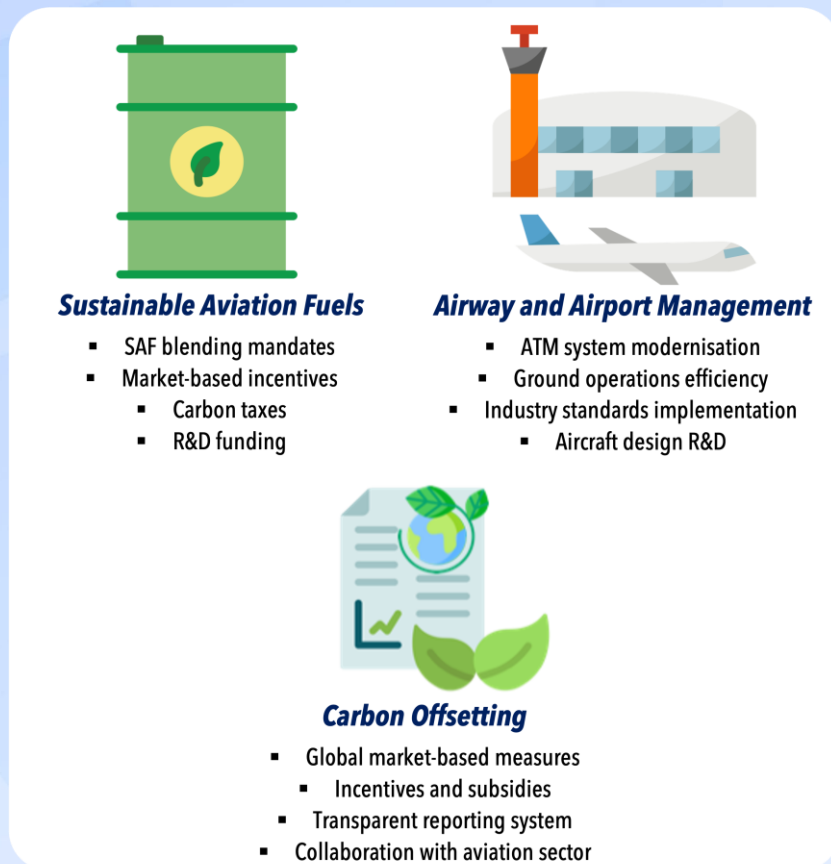 Sustainable Aviation Fuels
▪ SAF blending mandates
▪ Market-based incentives
▪ Carbon taxes
▪ R&D funding
Airway and Airport Management
▪ ATM system modernisation
▪ Ground operations efficiency
▪ Industry standards implementation
▪ Aircraft design R&D
Carbon Offsetting
▪ Global market-based measures
▪ Incentives and subsidies
▪ Transparent reporting system
▪ Collaboration with aviation sector